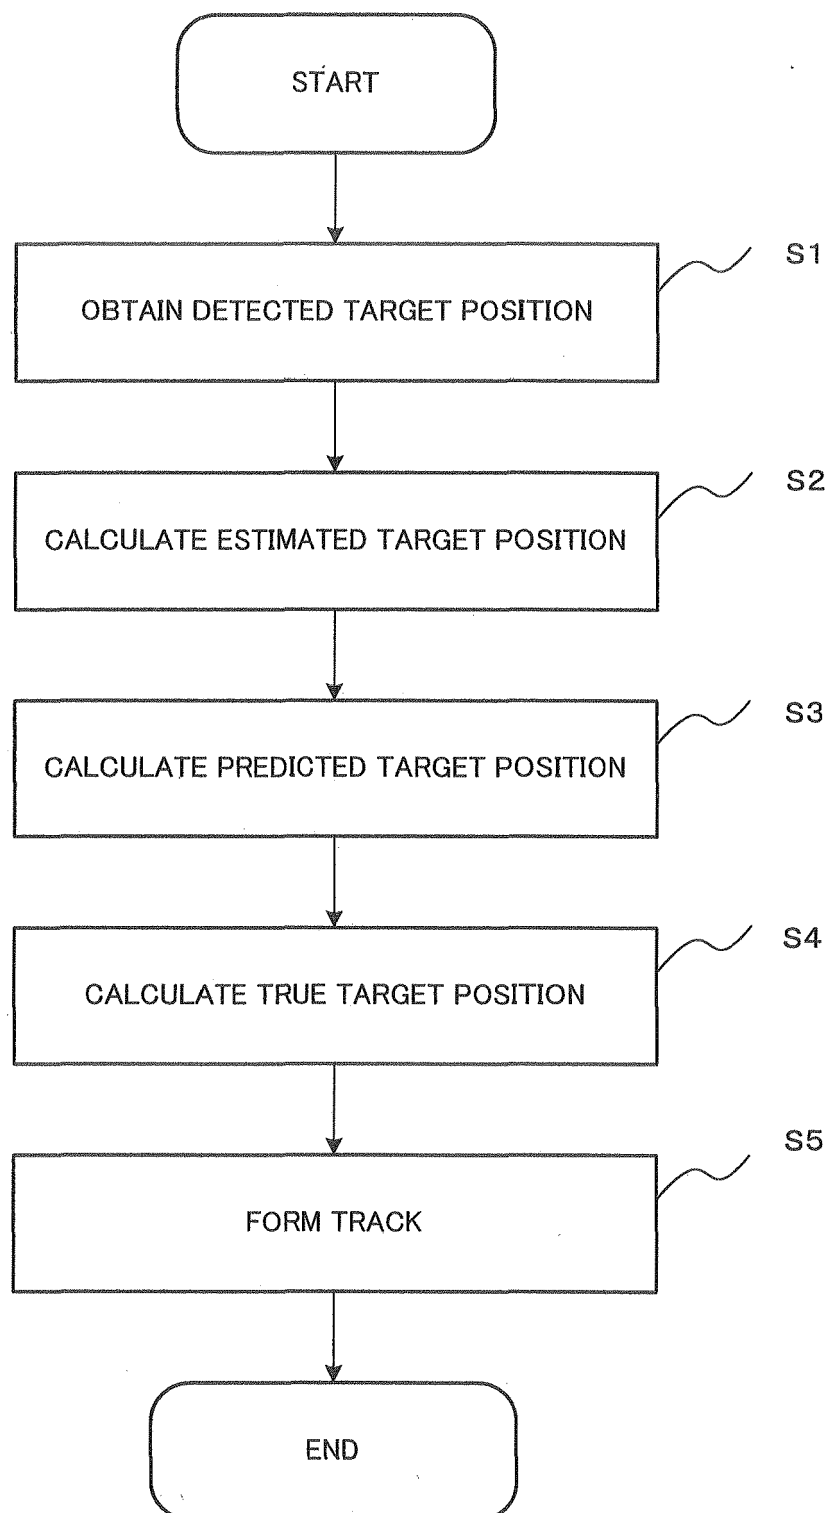 START
OBTAIN DETECTED TARGET POSITION
S1
CALCULATE ESTIMATED TARGET POSITION
S2
CALCULATE PREDICTED TARGET POSITION
S3
CALCULATE TRUE TARGET POSITION
S4
FORM TRACK
S5
END